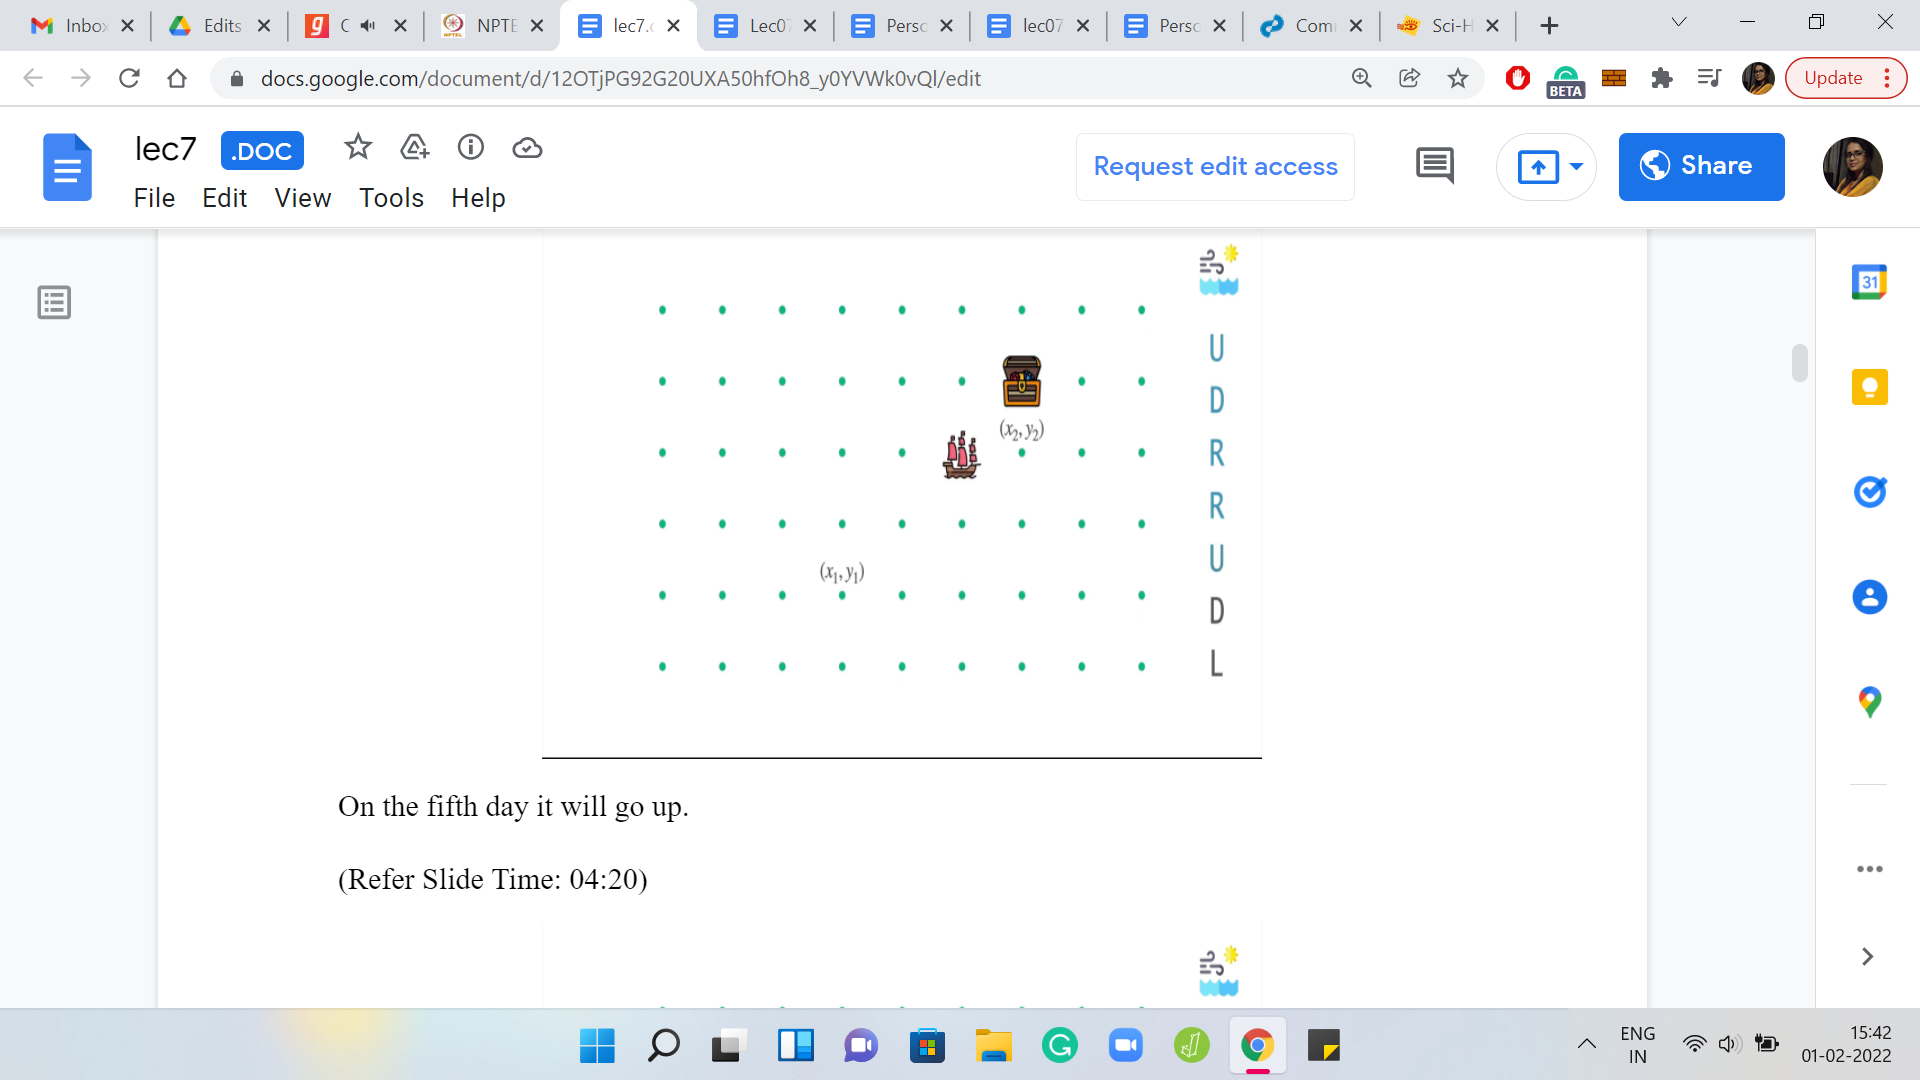 Inbox
Edits
C
NPTE
lec7.d
Lec07
Perso
lec07
Perso
Com
Sci-H
docs.google.com/document/d/12OTjPG92G20UXA50hfOh8_y0YVWk0vQl/edit
BETA
Update
lec7
.DOC
Request edit access
Share
File Edit View Tools Help
31
U
D
(x₂, y₂)
R
R
U
(x₁, y₁)
D
L
On the fifth day it will go up.
(Refer Slide Time: 04:20)
ENG
IN
15:42
01-02-2022